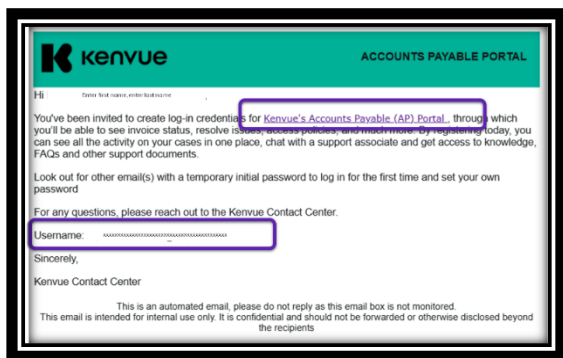 kenvue
ACCOUNTS PAYABLE PORTAL
Hi Enter first name, enter last name ,
You've been invited to create log-in credentials for Kenvue's Accounts Payable (AP) Portal , through which
you'll be able to see invoice status, resolve issues, access policies, and much more. By registering today, you
can see all the activity on your cases in one place, chat with a support associate and get access to knowledge,
FAQs and other support documents.
Look out for other email(s) with a temporary initial password to log in for the first time and set your own
password
For any questions, please reach out to the Kenvue Contact Center.
Username:
Sincerely,
Kenvue Contact Center
This is an automated email, please do not reply as this email box is not monitored.
This email is intended for internal use only. It is confidential and should not be forwarded or otherwise disclosed beyond
the recipients